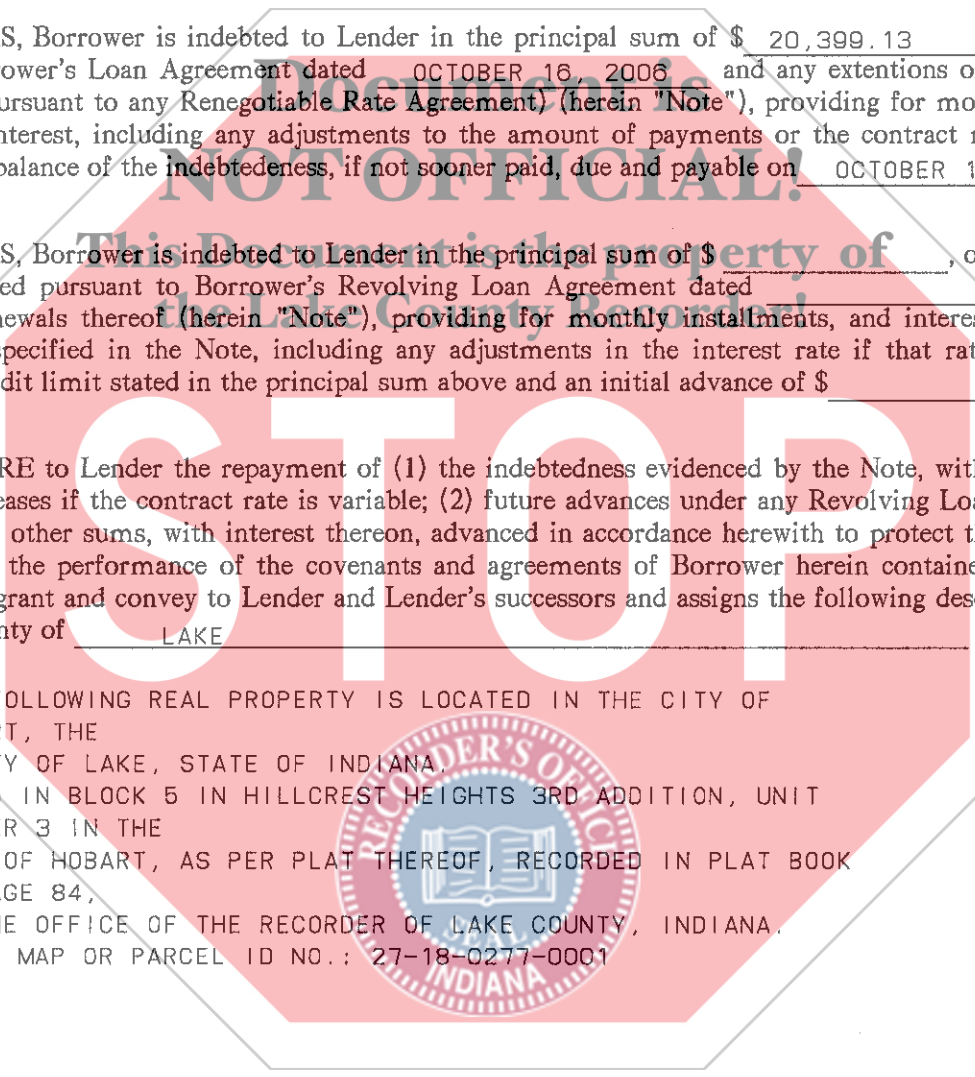 S, Borrower is indebted to Lender in the principal sum of $ 20,399.13
rower's Loan Agreement dated OCTOBER 16, 2006 and any extentions o
ursuant to any Renegotiable Rate Agreement) (herein "Note"), providing for mo
nterest, including any adjustments to the amount of payments or the contract
balance of the indebtedeness, if not sooner paid, due and payable on OCTOBER 1
Document is
NOT OFFICIAL!
This Document is the property of
the Lake County Recorder!
S, Borrower is indebted to Lender in the principal sum of $ , o
ed pursuant to Borrower's Revolving Loan Agreement dated
newals thereof (herein "Note"), providing for monthly installments, and interes
specified in the Note, including any adjustments in the interest rate if that rat
dit limit stated in the principal sum above and an initial advance of $
STOP
RE to Lender the repayment of (1) the indebtedness evidenced by the Note, with
eases if the contract rate is variable; (2) future advances under any Revolving Loa
other sums, with interest thereon, advanced in accordance herewith to protect t
the performance of the covenants and agreements of Borrower herein containe
grant and convey to Lender and Lender's successors and assigns the following des
nty of LAKE
OLLOWING REAL PROPERTY IS LOCATED IN THE CITY OF
T, THE
Y OF LAKE, STATE OF INDIANA.
IN BLOCK 5 IN HILLCREST HEIGHTS 3RD ADDITION, UNIT
R 3 IN THE
OF HOBART, AS PER PLAT THEREOF, RECORDED IN PLAT BOOK
GE 84,
E OFFICE OF THE RECORDER OF LAKE COUNTY, INDIANA.
MAP OR PARCEL ID NO.: 27-18-0277-0001
RECORDER'S OFFICE
SEAL
INDIANA